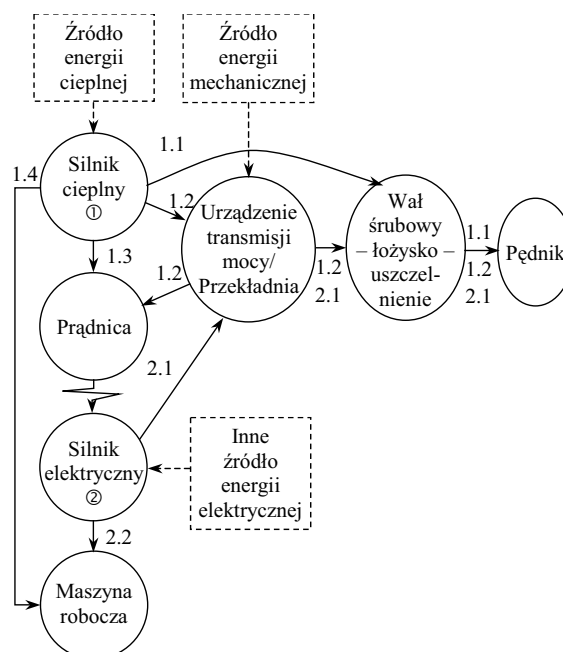 Źródło
energii
cieplnej
Źródło
energii
mechanicznej
1.4
1.1
Silnik
cieplny
①
1.2
Urządzenie
transmisji
mocy/
Przekładnia
Wał
śrubowy
– łożysko –
uszczel-
nienie
1.1
1.2
2.1
Pędnik
1.3
1.2
1.2
2.1
Prądnica
2.1
Silnik
elektryczny
②
Inne
źródło
energii
elektrycznej
2.2
Maszyna
robocza